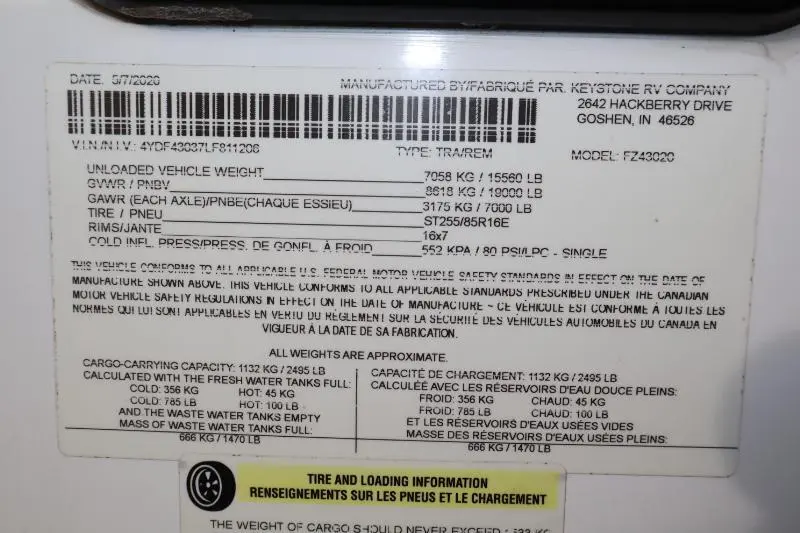 DATE. 5/7/2020 MANUFACTURED BY/FABRIQUÉ PAR. KEYSTONE RV COMPANY
2642 HACKBERRY DRIVE
GOSHEN, IN 46526
V.I.N./N.I.V.: 4YDF43037LF811206 TYPE: TRA/REM MODEL: FZ43020
UNLOADED VEHICLE WEIGHT 7058 KG / 15560 LB
GVWR / PNBV 8618 KG / 19000 LB
GAWR (EACH AXLE)/PNBE(CHAQUE ESSIEU) 3175 KG / 7000 LB
TIRE / PNEU ST255/85R16E
RIMS/JANTE 16x7
COLD INFL. PRESS/PRESS. DE GONFL. À FROID 552 KPA / 80 PSI/LPC - SINGLE
THIS VEHICLE CONFORMS TO ALL APPLICABLE U.S. FEDERAL MOTOR VEHICLE SAFETY STANDARDS IN EFFECT ON THE DATE OF
MANUFACTURE SHOWN ABOVE. THIS VEHICLE CONFORMS TO ALL APPLICABLE STANDARDS PRESCRIBED UNDER THE CANADIAN
MOTOR VEHICLE SAFETY REGULATIONS IN EFFECT ON THE DATE OF MANUFACTURE ~ CE VÉHICULE EST CONFORME À TOUTES LES
NORMES QUI LUI SONT APPLICABLES EN VERTU DU RÈGLEMENT SUR LA SÉCURITÉ DES VÉHICULES AUTOMOBILES DU CANADA EN
VIGUEUR À LA DATE DE SA FABRICATION.
ALL WEIGHTS ARE APPROXIMATE.
CARGO-CARRYING CAPACITY: 1132 KG / 2495 LB
CALCULATED WITH THE FRESH WATER TANKS FULL:
COLD: 356 KG HOT: 45 KG
COLD: 785 LB HOT: 100 LB
AND THE WASTE WATER TANKS EMPTY
MASS OF WASTE WATER TANKS FULL:
666 KG / 1470 LB
CAPACITÉ DE CHARGEMENT: 1132 KG / 2495 LB
CALCULÉE AVEC LES RÉSERVOIRS D'EAU DOUCE PLEINS:
FROID: 356 KG CHAUD: 45 KG
FROID: 785 LB CHAUD: 100 LB
ET LES RÉSERVOIRS D'EAUX USÉES VIDES
MASSE DES RÉSERVOIRS D'EAUX USÉES PLEINS:
666 KG / 1470 LB
TIRE AND LOADING INFORMATION
RENSEIGNEMENTS SUR LES PNEUS ET LE CHARGEMENT
THE WEIGHT OF CARGO SHOULD NEVER EXCEED